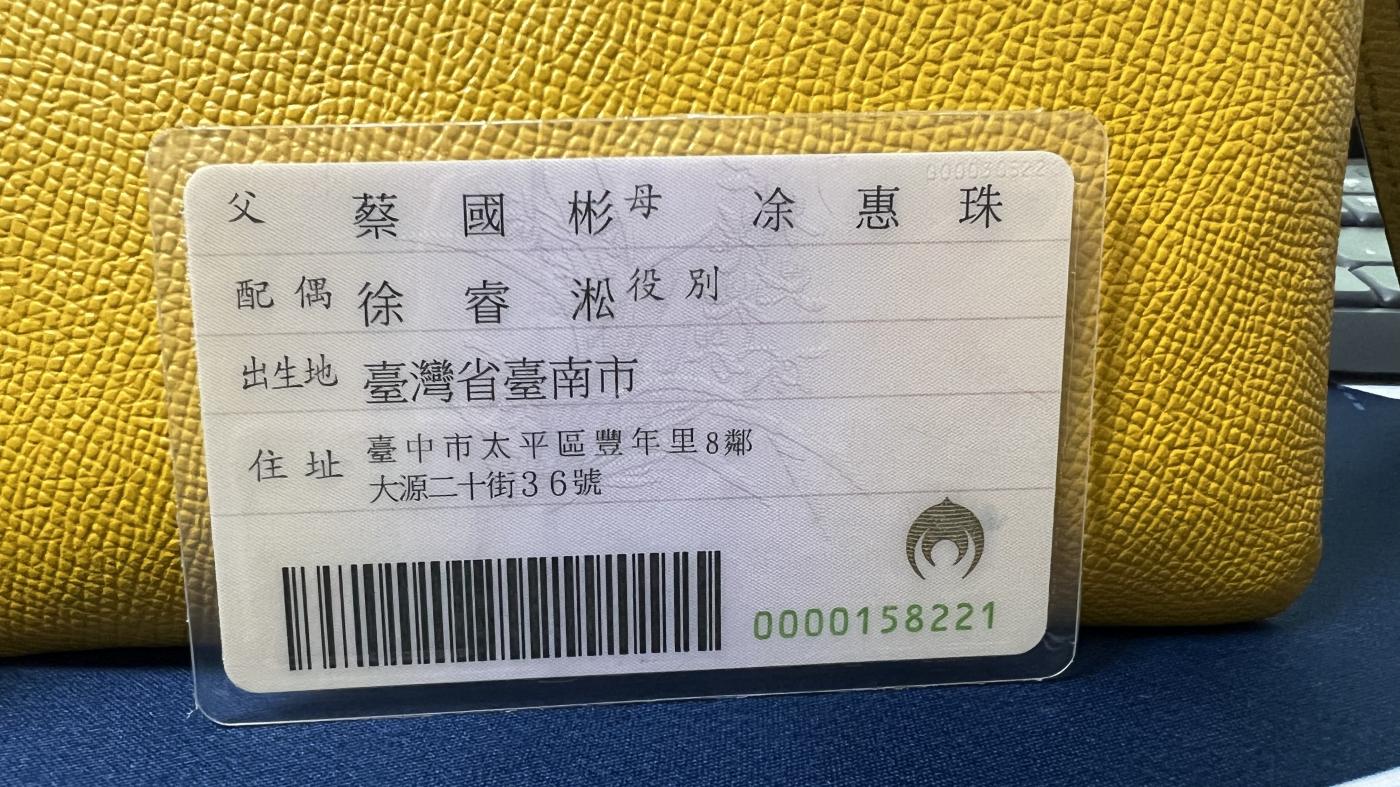 父 蔡國彬 母 凃惠珠
配偶 徐睿淞 役別
出生地 臺灣省臺南市
住址 臺中市太平區豐年里8鄰
大源二十街36號
0000158221